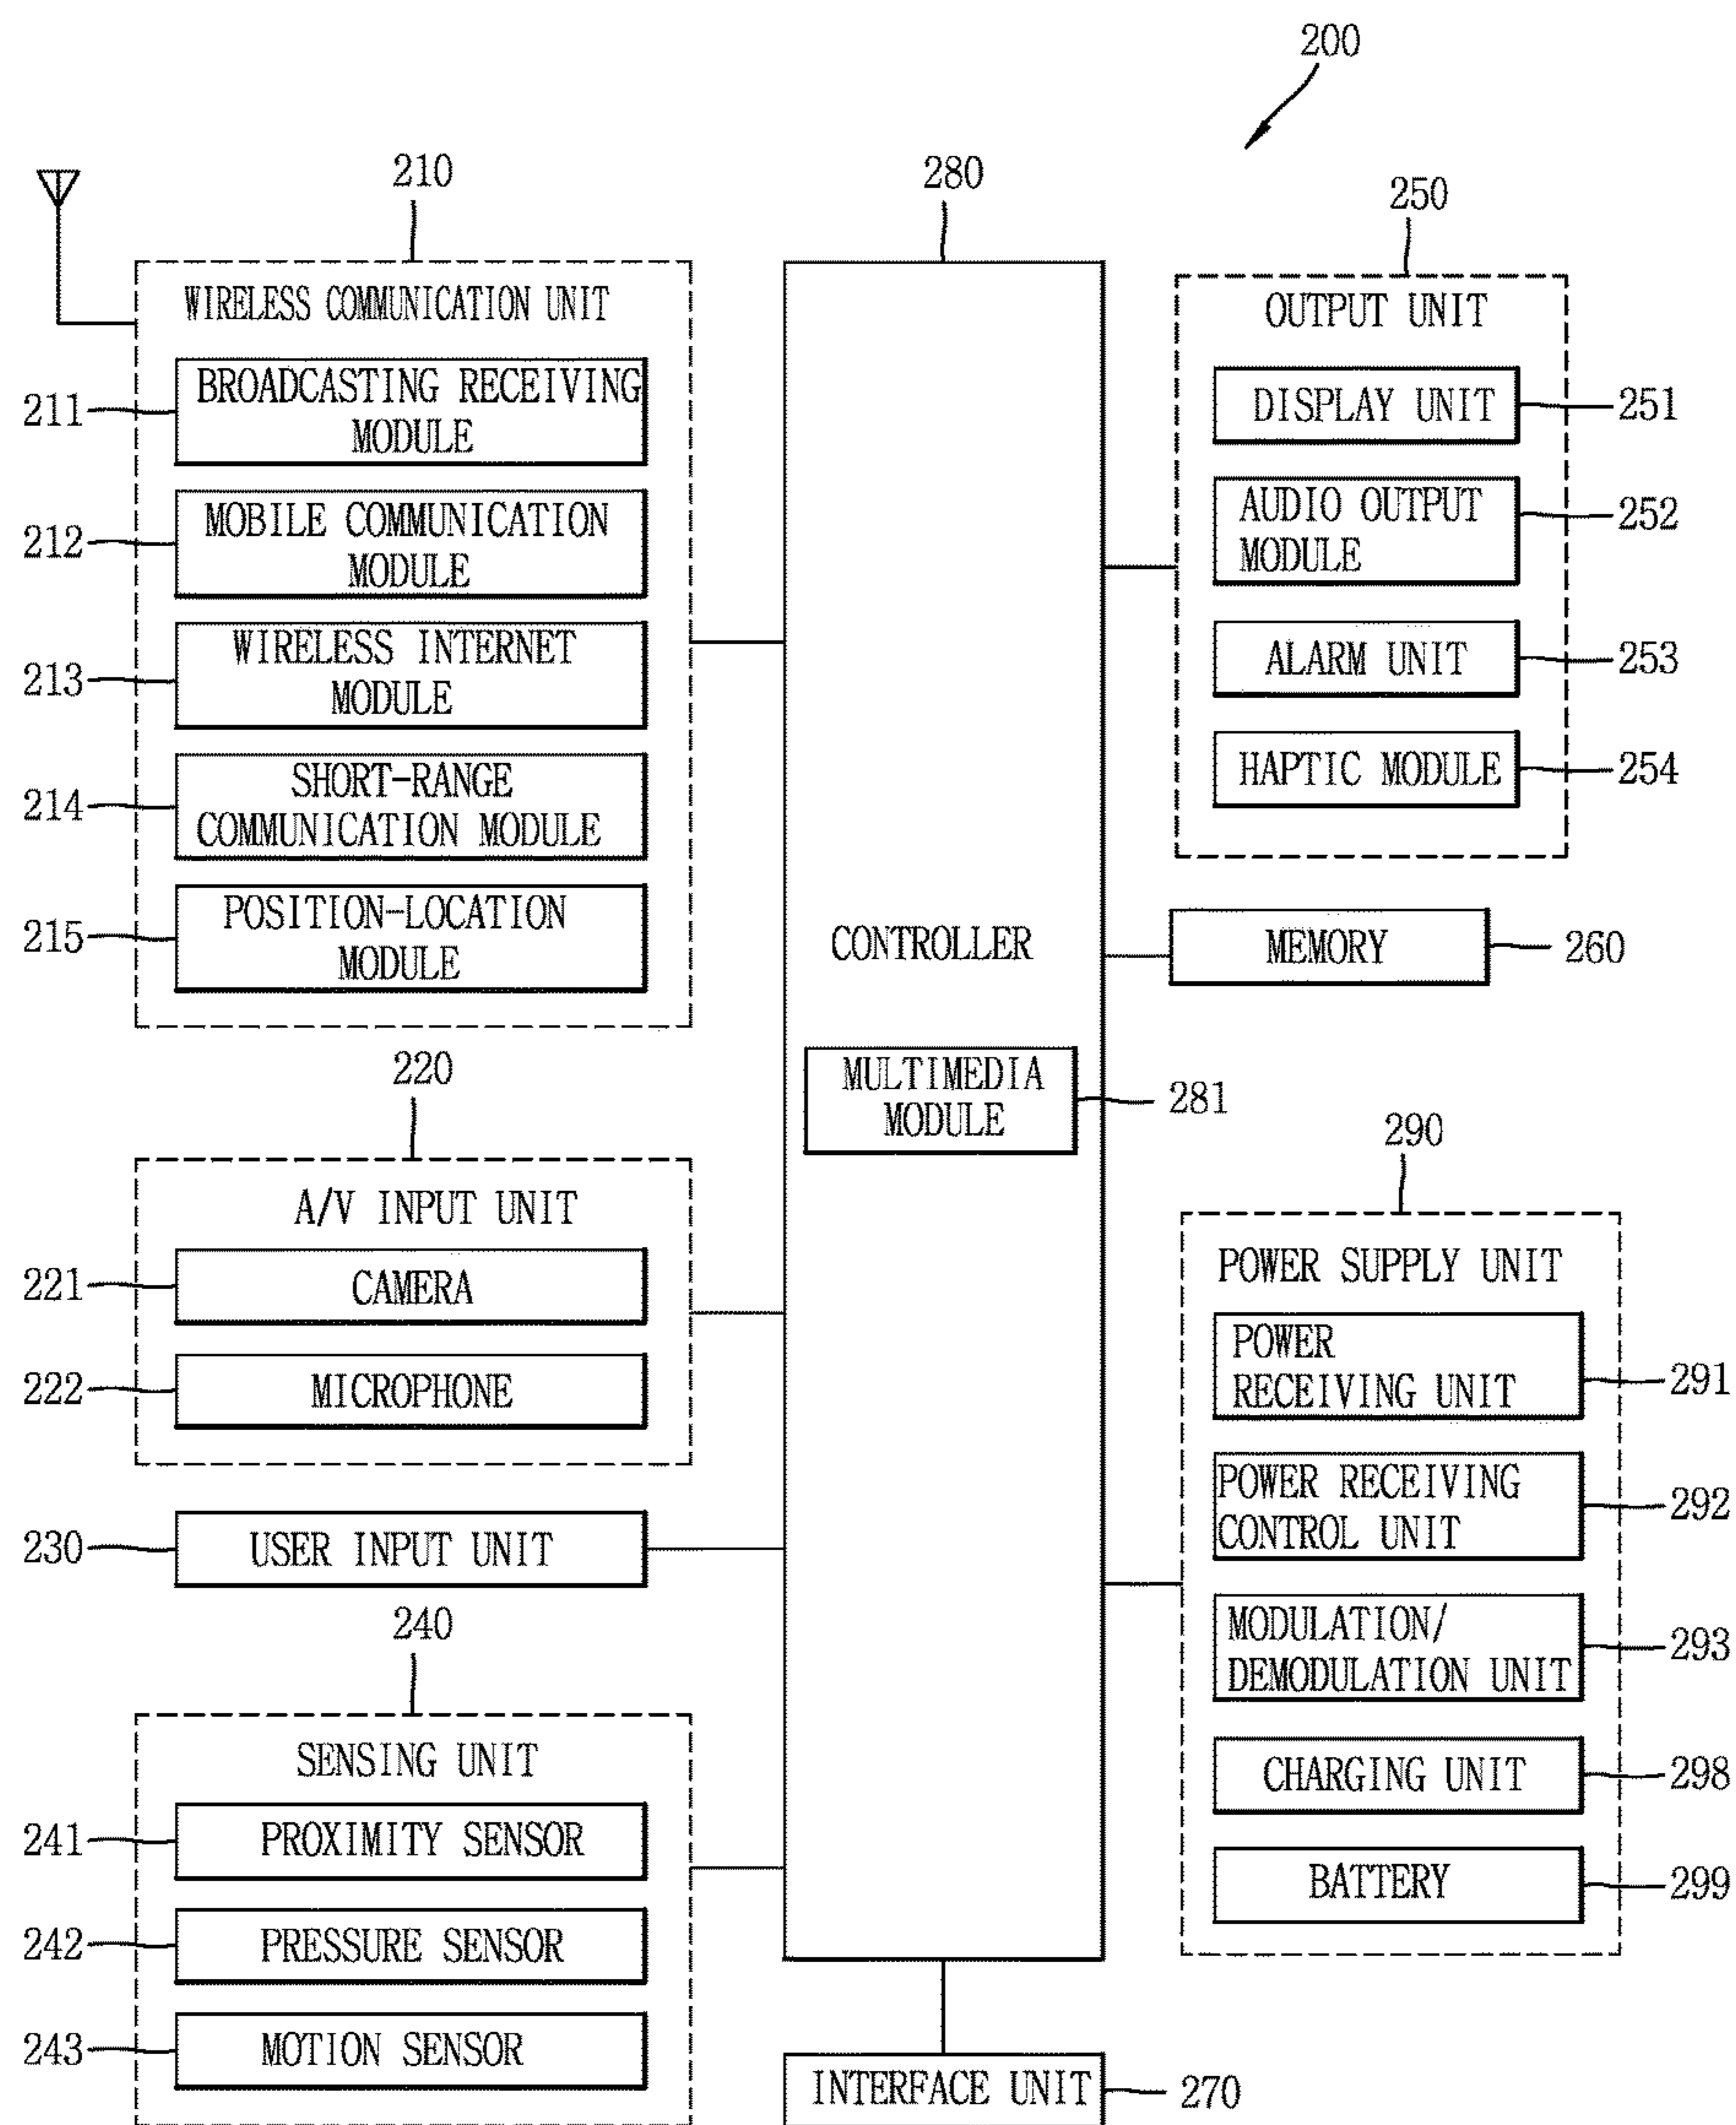 200
210
WIRELESS COMMUNICATION UNIT
211
BROADCASTING RECEIVING
MODULE
212
MOBILE COMMUNICATION
MODULE
213
WIRELESS INTERNET
MODULE
214
SHORT-RANGE
COMMUNICATION MODULE
215
POSITION-LOCATION
MODULE
220
A/V INPUT UNIT
221
CAMERA
222
MICROPHONE
230
USER INPUT UNIT
240
SENSING UNIT
241
PROXIMITY SENSOR
242
PRESSURE SENSOR
243
MOTION SENSOR
280
CONTROLLER
MULTIMEDIA
MODULE
281
INTERFACE UNIT
270
250
OUTPUT UNIT
DISPLAY UNIT
251
AUDIO OUTPUT
MODULE
252
ALARM UNIT
253
HAPTIC MODULE
254
MEMORY
260
290
POWER SUPPLY UNIT
POWER
RECEIVING UNIT
291
POWER RECEIVING
CONTROL UNIT
292
MODULATION/
DEMODULATION UNIT
293
CHARGING UNIT
298
BATTERY
299